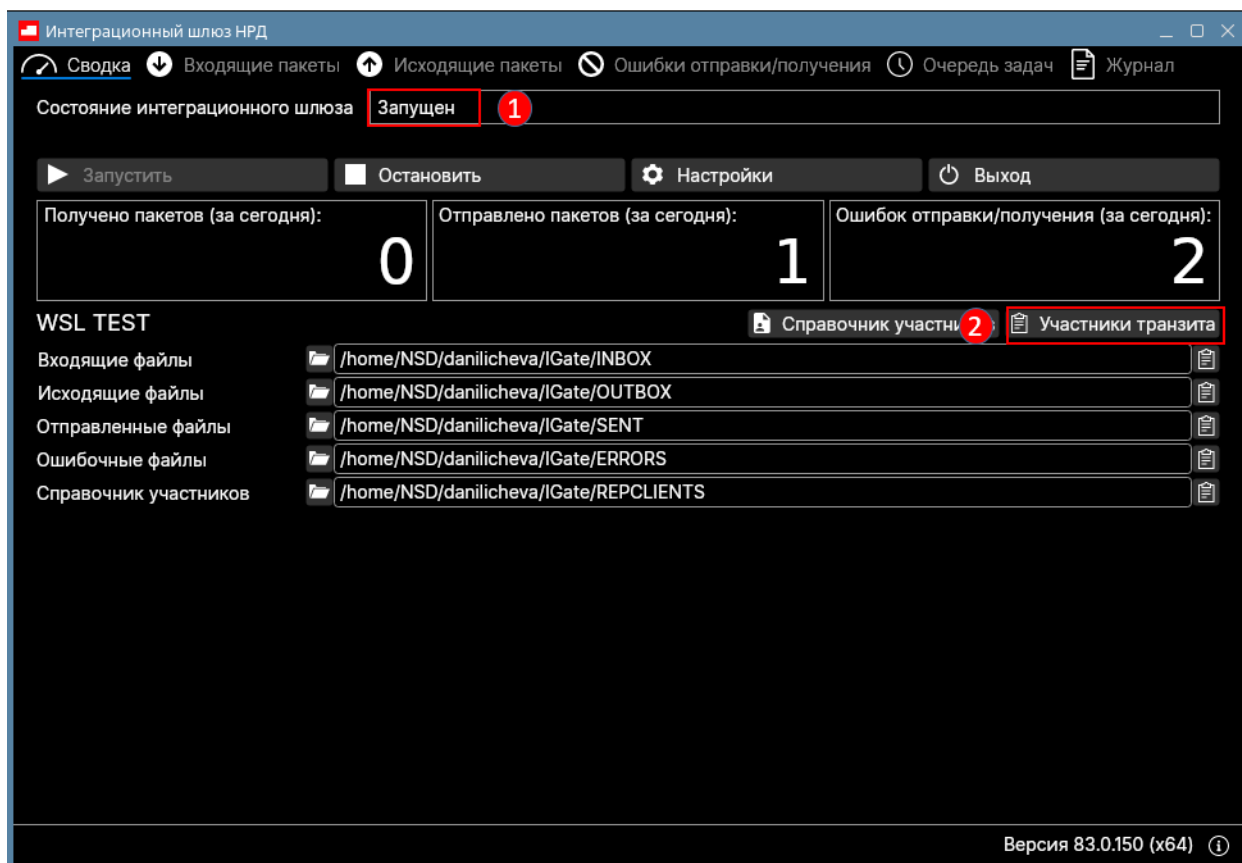 Интеграционный шлюз НРД
Сводка Входящие пакеты Исходящие пакеты Ошибки отправки/получения Очередь задач Журнал
Состояние интеграционного шлюза Запущен 1
Запустить Остановить Настройки Выход
Получено пакетов (за сегодня): Отправлено пакетов (за сегодня): Ошибок отправки/получения (за сегодня):
0 1 2
WSL TEST Справочник 2 Участники транзита
Входящие файлы /home/NSD/danilicheva/IGate/INBOX
Исходящие файлы /home/NSD/danilicheva/IGate/OUTBOX
Отправленные файлы /home/NSD/danilicheva/IGate/SENT
Ошибочные файлы /home/NSD/danilicheva/IGate/ERRORS
Справочник участников /home/NSD/danilicheva/IGate/REPCLIENTS
Версия 83.0.150 (x64)